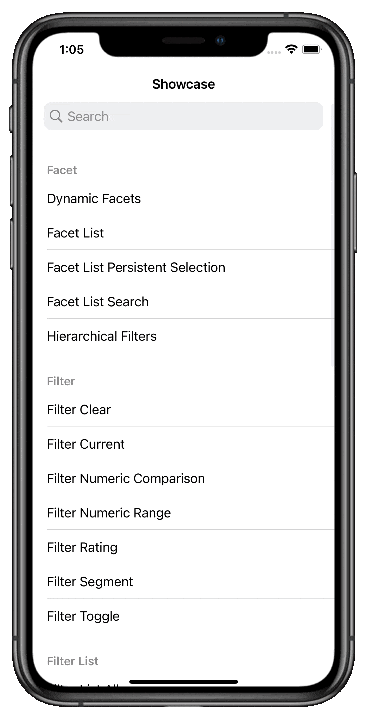 1:05
Showcase
Search
Facet
Dynamic Facets
Facet List
Facet List Persistent Selection
Facet List Search
Hierarchical Filters
Filter
Filter Clear
Filter Current
Filter Numeric Comparison
Filter Numeric Range
Filter Rating
Filter Segment
Filter Toggle
Filter List